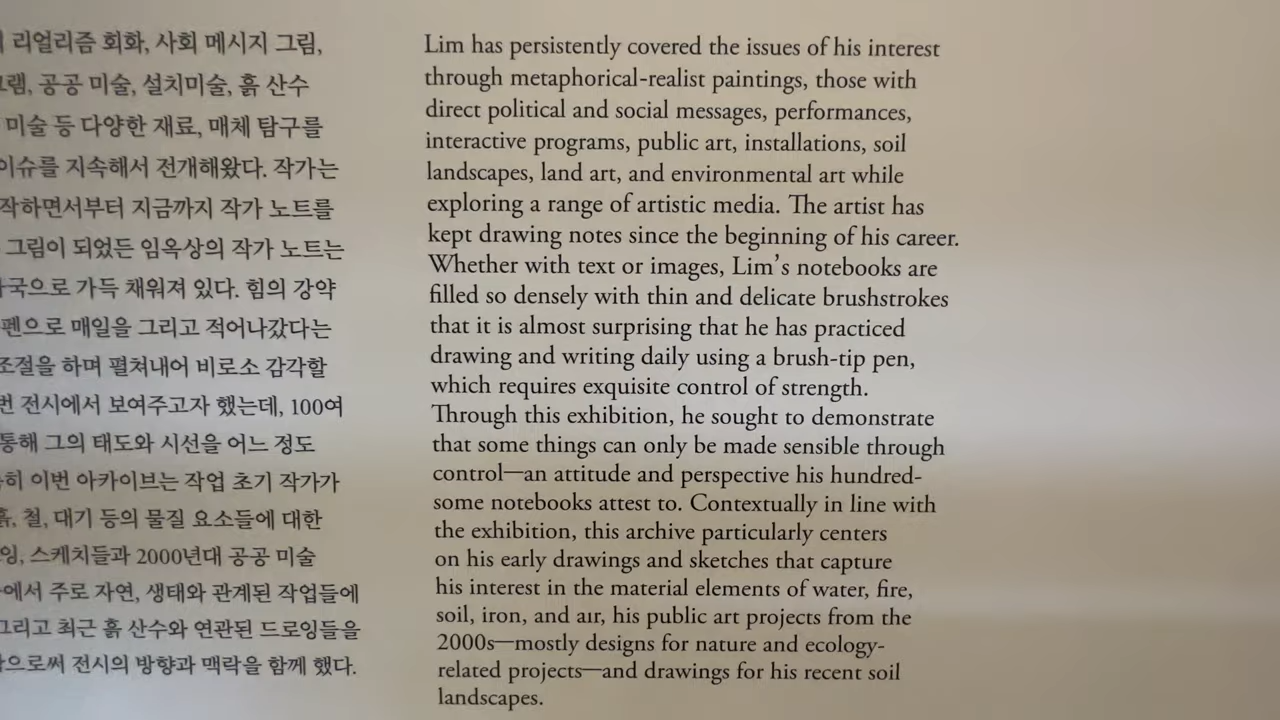 리얼리즘 회화, 사회 메시지 그림,
공공 미술, 설치미술, 흙 산수
미술 등 다양한 재료, 매체 탐구를
이슈를 지속해서 전개해왔다. 작가는
작하면서부터 지금까지 작가 노트를
그림이 되었든 임옥상의 작가 노트는
가득 채워져 있다. 힘의 강약
펜으로 매일을 그리고 적어나갔다는
조절을 하며 펼쳐내어 비로소 감각할
번 전시에서 보여주고자 했는데, 100여
통해 그의 태도와 시선을 어느 정도
이번 아카이브는 작업 초기 작가가
흙, 철, 대기 등의 물질 요소들에 대한
스케치들과 2000년대 공공 미술
에서 주로 자연, 생태와 관계된 작업들에
그리고 최근 흙 산수와 연관된 드로잉들을
으로써 전시의 방향과 맥락을 함께 했다.
Lim has persistently covered the issues of his interest
through metaphorical-realist paintings, those with
direct political and social messages, performances,
interactive programs, public art, installations, soil
landscapes, land art, and environmental art while
exploring a range of artistic media. The artist has
kept drawing notes since the beginning of his career.
Whether with text or images, Lim's notebooks are
filled so densely with thin and delicate brushstrokes
that it is almost surprising that he has practiced
drawing and writing daily using a brush-tip pen,
which requires exquisite control of strength.
Through this exhibition, he sought to demonstrate
that some things can only be made sensible through
control—an attitude and perspective his hundred-
some notebooks attest to. Contextually in line with
the exhibition, this archive particularly centers
on his early drawings and sketches that capture
his interest in the material elements of water, fire,
soil, iron, and air, his public art projects from the
2000s—mostly designs for nature and ecology-
related projects—and drawings for his recent soil
landscapes.